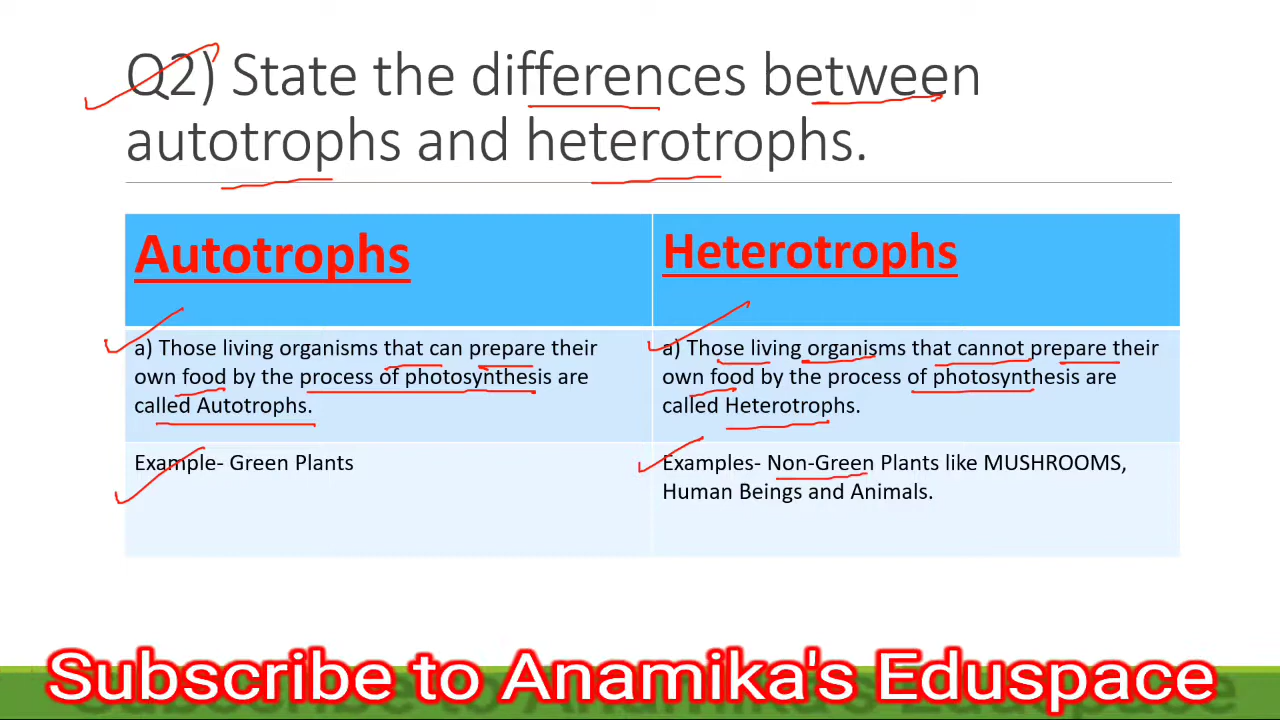 Q2) State the differences between
autotrophs and heterotrophs.
Autotrophs
Heterotrophs
a) Those living organisms that can prepare their
own food by the process of photosynthesis are
called Autotrophs.
a) Those living organisms that cannot prepare their
own food by the process of photosynthesis are
called Heterotrophs.
Example- Green Plants
Examples- Non-Green Plants like MUSHROOMS,
Human Beings and Animals.
Subscribe to Anamika's Eduspace